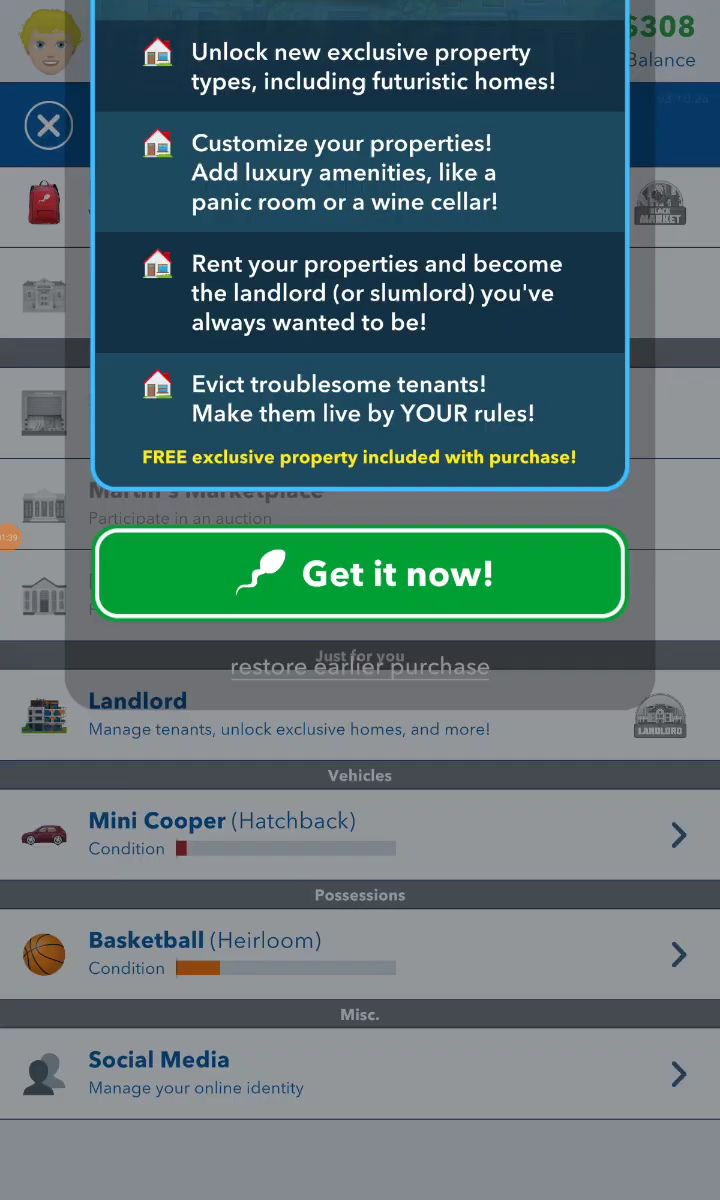 $308
Balance
Unlock new exclusive property
types, including futuristic homes!
Customize your properties!
Add luxury amenities, like a
panic room or a wine cellar!
BLACK
MARKET
Rent your properties and become
the landlord (or slumlord) you've
always wanted to be!
Evict troublesome tenants!
Make them live by YOUR rules!
FREE exclusive property included with purchase!
Martin's Marketplace
Participate in an auction
01:39
Get it now!
Just for you
restore earlier purchase
Landlord
Manage tenants, unlock exclusive homes, and more!
LANDLORD
Vehicles
Mini Cooper (Hatchback)
Condition
Possessions
Basketball (Heirloom)
Condition
Misc.
Social Media
Manage your online identity